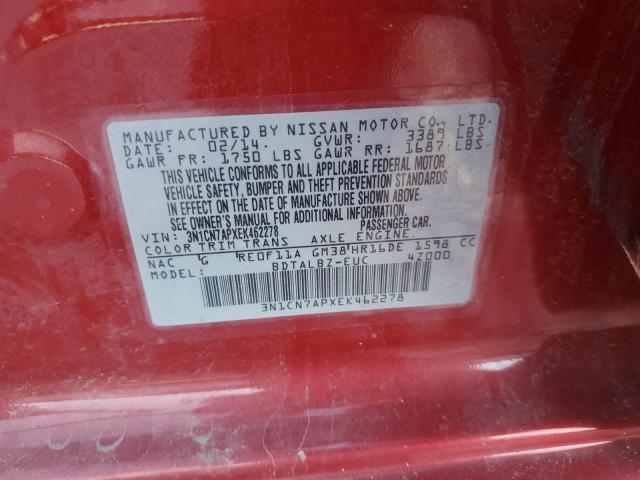 MANUFACTURED BY NISSAN MOTOR CO., LTD.
DATE: 02/14. GVWR: 3389 LBS
GAWR FR: 1750 LBS GAWR RR: 1687 LBS
THIS VEHICLE CONFORMS TO ALL APPLICABLE FEDERAL MOTOR
VEHICLE SAFETY, BUMPER AND THEFT PREVENTION STANDARDS
IN EFFECT ON THE DATE OF MANUFACTURE SHOWN ABOVE.
SEE OWNER'S MANUAL FOR ADDITIONAL INFORMATION.
VIN: 3N1CN7APXEK462278 PASSENGER CAR.
COLOR TRIM TRANS AXLE ENGINE.
NAC G RE0F11A GM38 HR16DE 1598 CC
MODEL: BDTALBZ-EUC 4Z000
3N1CN7APXEK462278